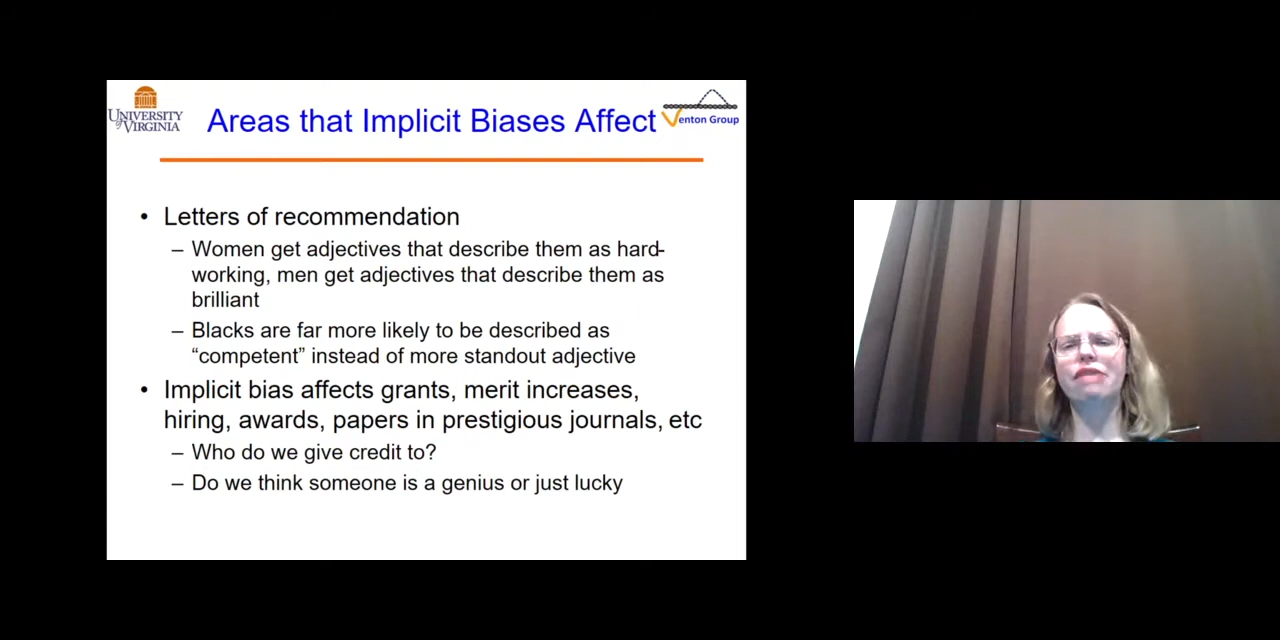 UNIVERSITY
of VIRGINIA
Areas that Implicit Biases Affect
Venton Group
• Letters of recommendation
– Women get adjectives that describe them as hard-
working, men get adjectives that describe them as
brilliant
– Blacks are far more likely to be described as
“competent” instead of more standout adjective
• Implicit bias affects grants, merit increases,
hiring, awards, papers in prestigious journals, etc
– Who do we give credit to?
– Do we think someone is a genius or just lucky